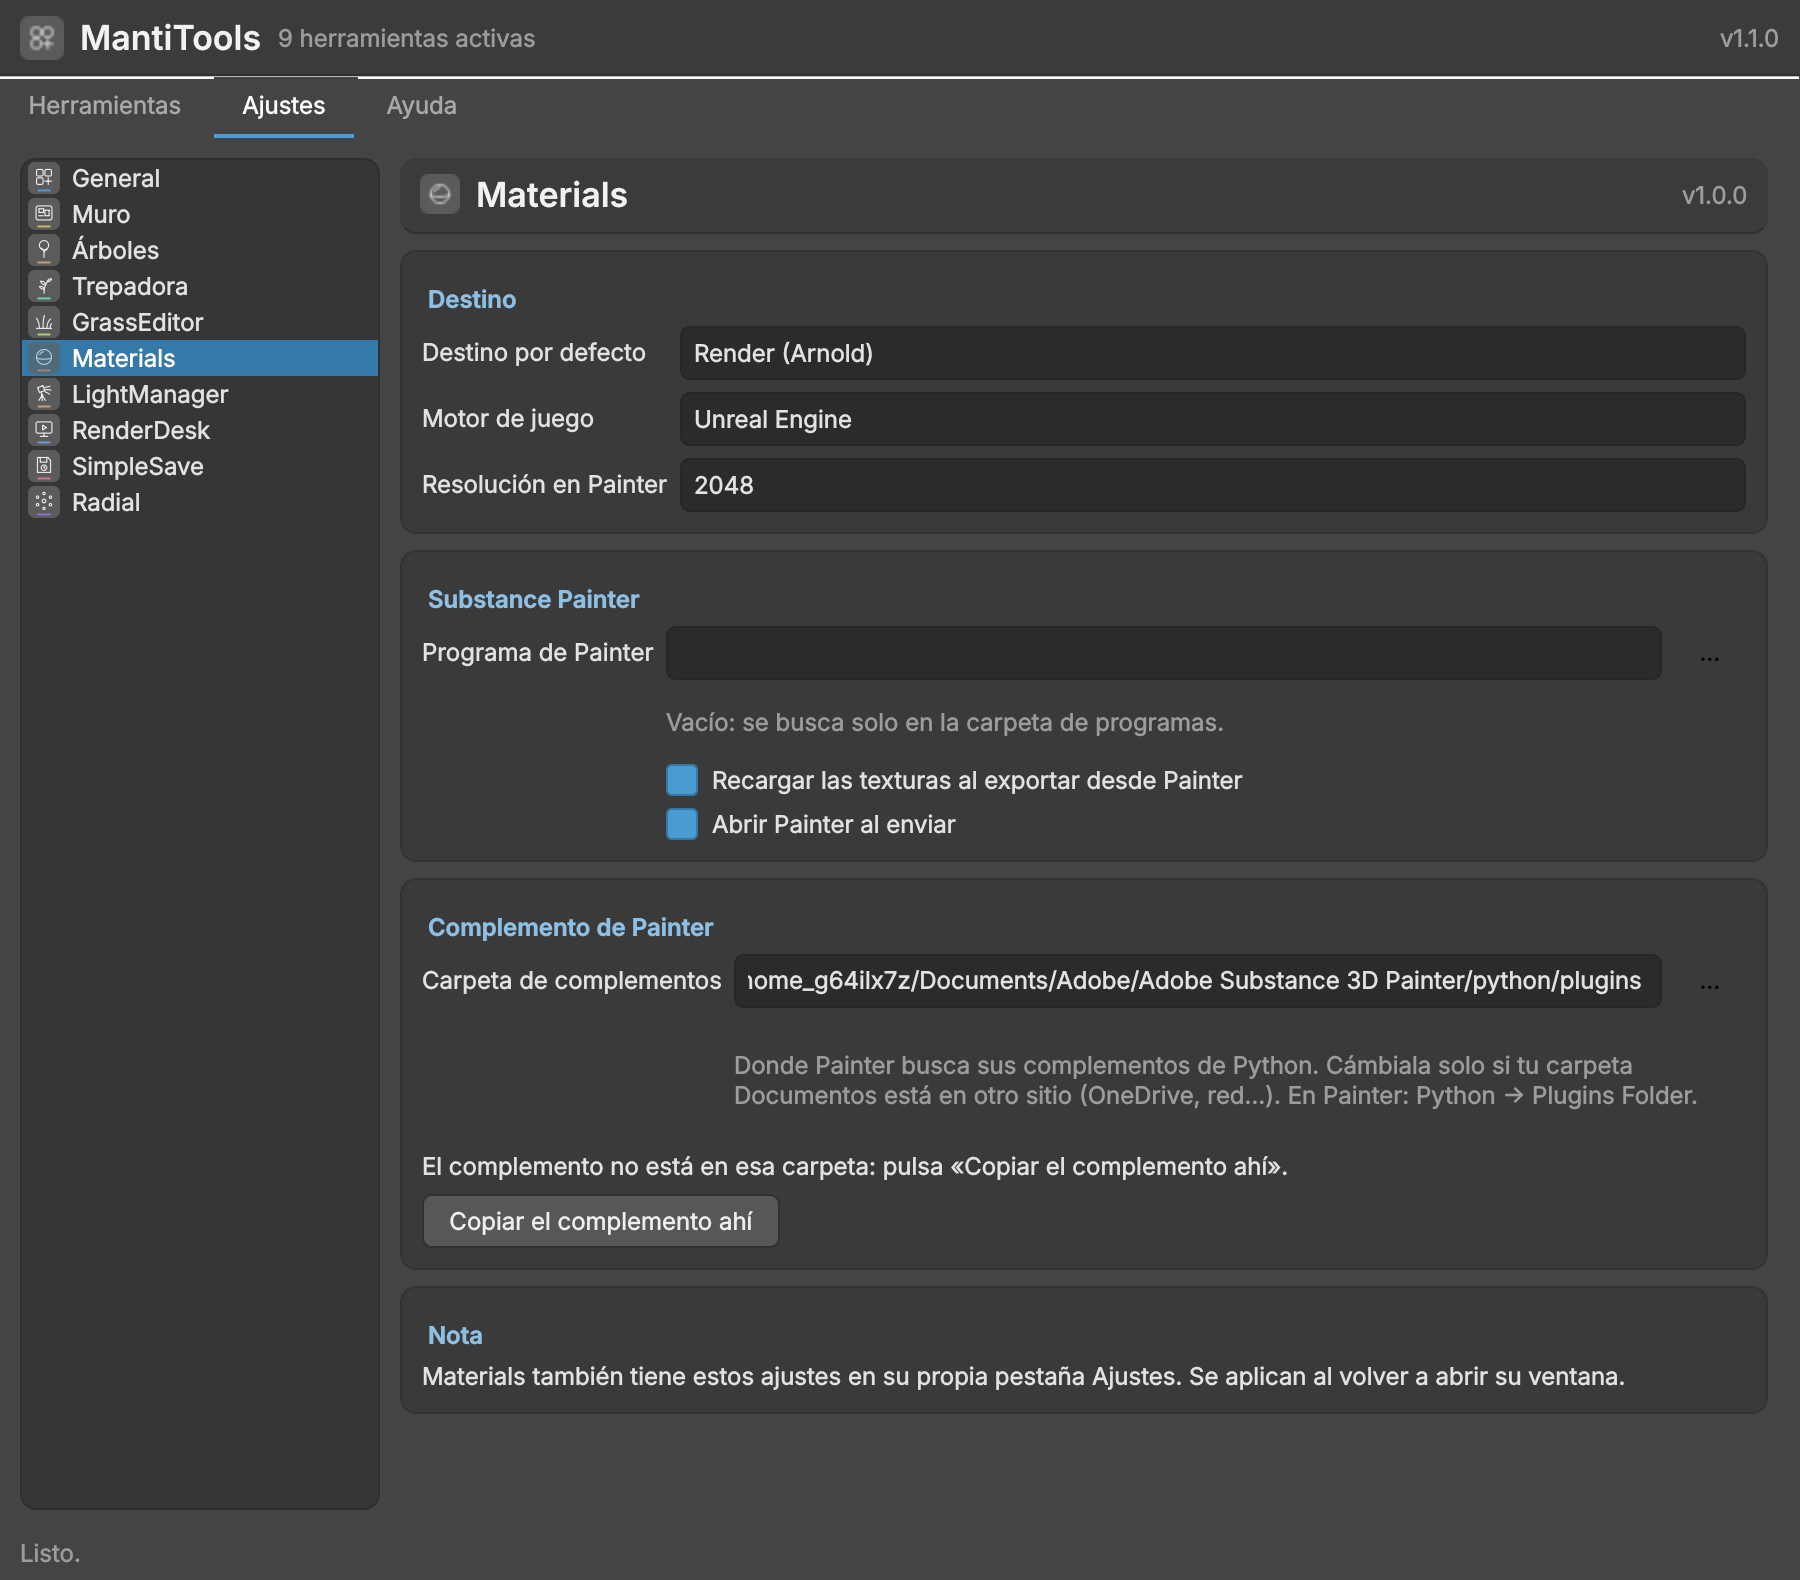 MantiTools 9 herramientas activas v1.1.0
Herramientas Ajustes Ayuda
General
Muro
Árboles
Trepadora
GrassEditor
Materials
LightManager
RenderDesk
SimpleSave
Radial
Materials v1.0.0
Destino
Destino por defecto Render (Arnold)
Motor de juego Unreal Engine
Resolución en Painter 2048
Substance Painter
Programa de Painter ...
Vacío: se busca solo en la carpeta de programas.
Recargar las texturas al exportar desde Painter
Abrir Painter al enviar
Complemento de Painter
Carpeta de complementos ome_g64ilx7z/Documents/Adobe/Adobe Substance 3D Painter/python/plugins ...
Donde Painter busca sus complementos de Python. Cámbiala solo si tu carpeta
Documentos está en otro sitio (OneDrive, red...). En Painter: Python → Plugins Folder.
El complemento no está en esa carpeta: pulsa «Copiar el complemento ahí».
Copiar el complemento ahí
Nota
Materials también tiene estos ajustes en su propia pestaña Ajustes. Se aplican al volver a abrir su ventana.
Listo.